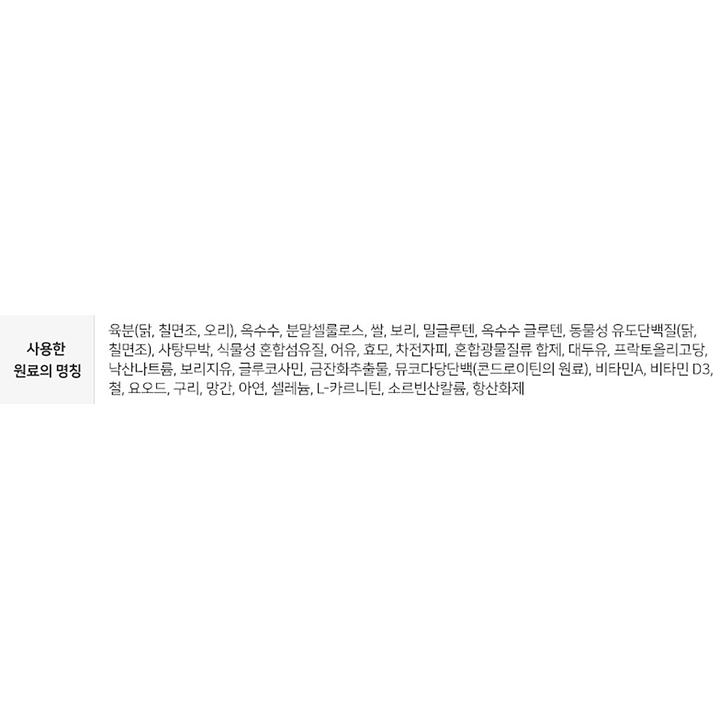 사용한
원료의 명칭
육분(닭, 칠면조, 오리), 옥수수, 분말셀룰로스, 쌀, 보리, 밀글루텐, 옥수수 글루텐, 동물성 유도단백질(닭,
칠면조), 사탕무박, 식물성 혼합섬유질, 어유, 효모, 차전자피, 혼합광물질류 합제, 대두유, 프락토올리고당,
낙산나트륨, 보리지유, 글루코사민, 금잔화추출물, 뮤코다당단백(콘드로이틴의 원료), 비타민A, 비타민 D3,
철, 요오드, 구리, 망간, 아연, 셀레늄, L-카르니틴, 소르빈산칼륨, 항산화제